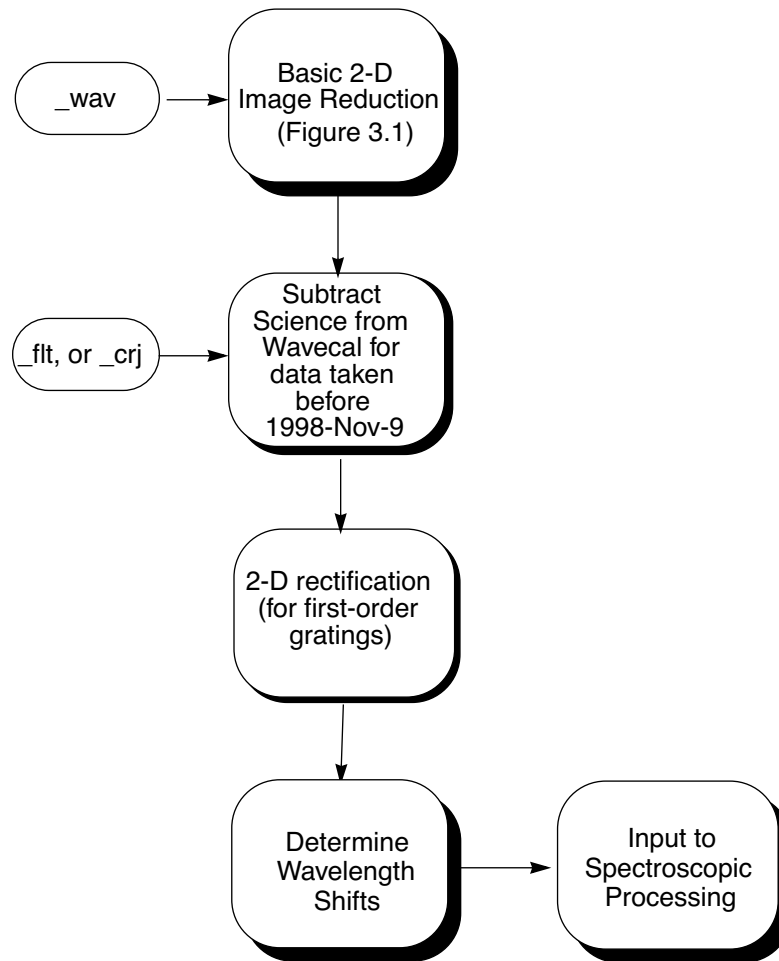 _wav
Basic 2-D
Image Reduction
(Figure 3.1)
_flt, or _crj
Subtract
Science from
Wavecal for
data taken
before
1998-Nov-9
2-D rectification
(for first-order
gratings)
Determine
Wavelength
Shifts
Input to
Spectroscopic
Processing